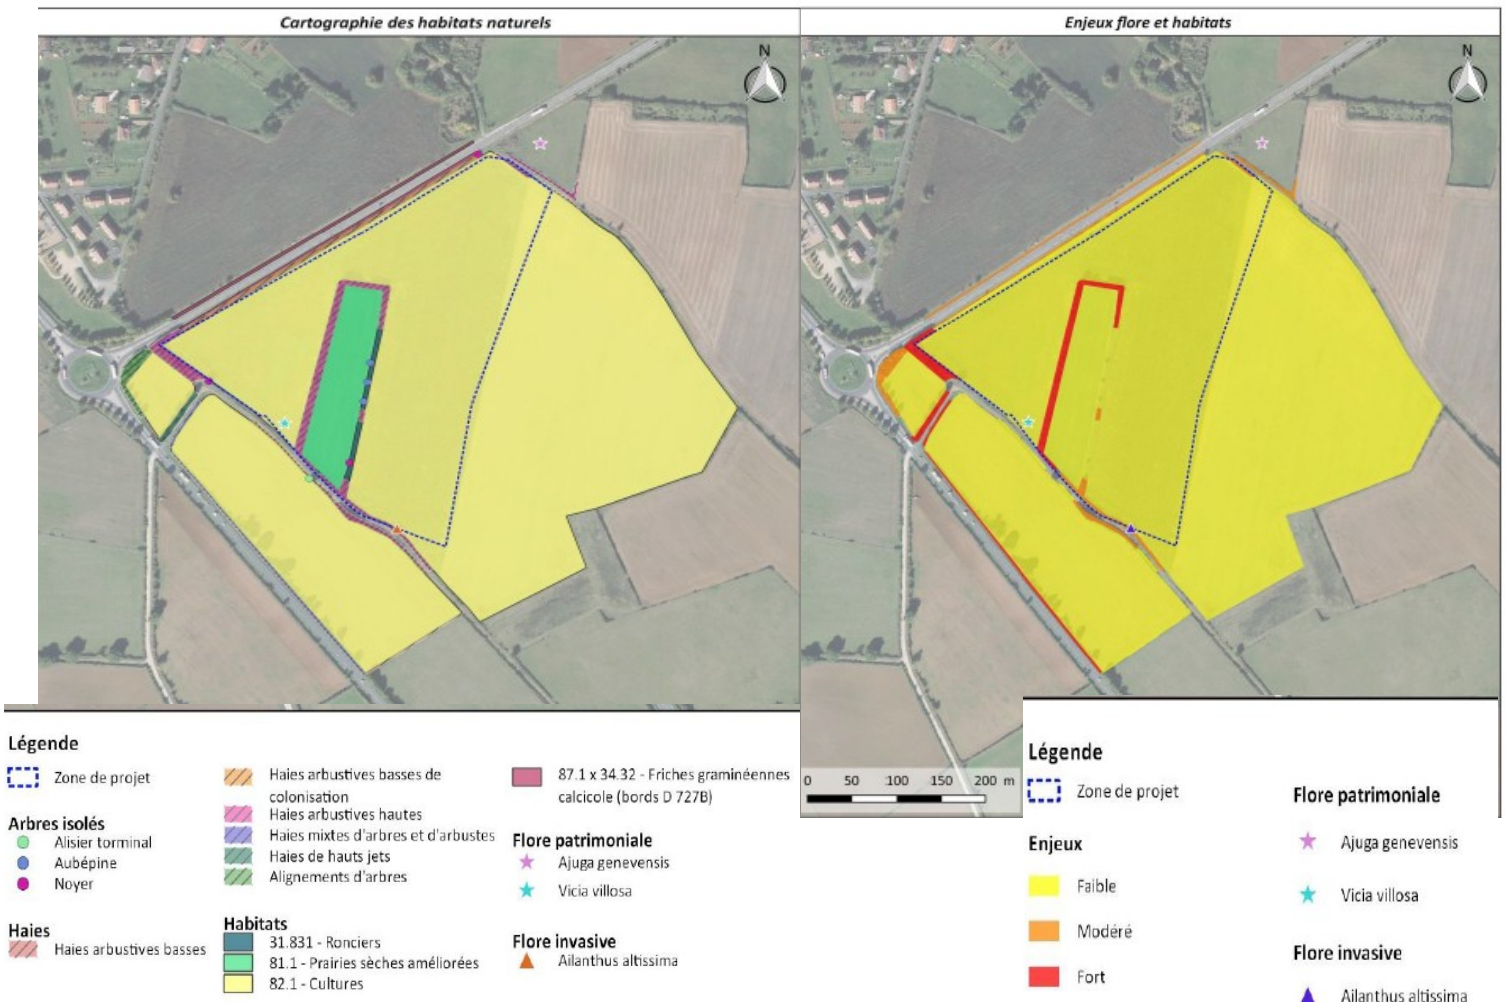 Cartographie des habitats naturels
Enjeux flore et habitats
N
N
Légende
Zone de projet
Arbres isolés
Alisier torminal
Aubépine
Noyer
Haies
Haies arbustives basses
Haies arbustives basses de
colonisation
Haies arbustives hautes
Haies mixtes d'arbres et d'arbustes
Haies de hauts jets
Alignements d'arbres
Habitats
31.831 - Ronciers
81.1 - Prairies sèches améliorées
82.1 - Cultures
87.1 x 34.32 - Friches graminéennes
calcicole (bords D 727B)
Flore patrimoniale
Ajuga genevensis
Vicia villosa
Flore invasive
Ailanthus altissima
0 50 100 150 200 m
Légende
Zone de projet
Enjeux
Faible
Modéré
Fort
Flore patrimoniale
Ajuga genevensis
Vicia villosa
Flore invasive
Ailanthus altissima